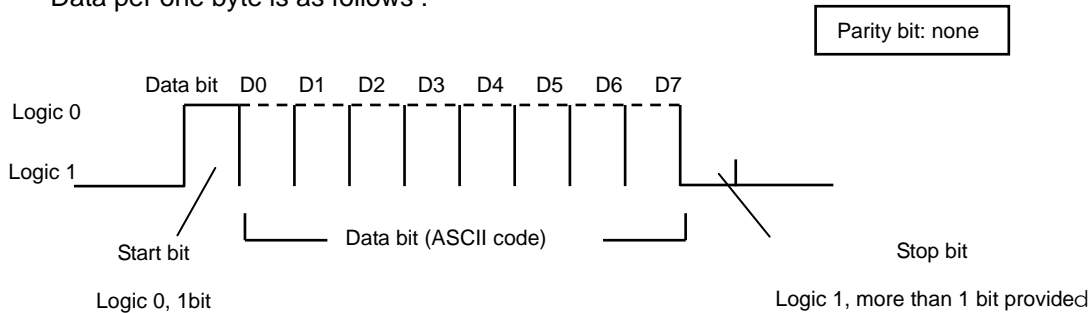 Data per one byte is as follows :
Parity bit: none
Data bit D0 D1 D2 D3 D4 D5 D6 D7
Logic 0
Logic 1
Data bit (ASCII code)
Start bit
Stop bit
Logic 0, 1bit
Logic 1, more than 1 bit provided